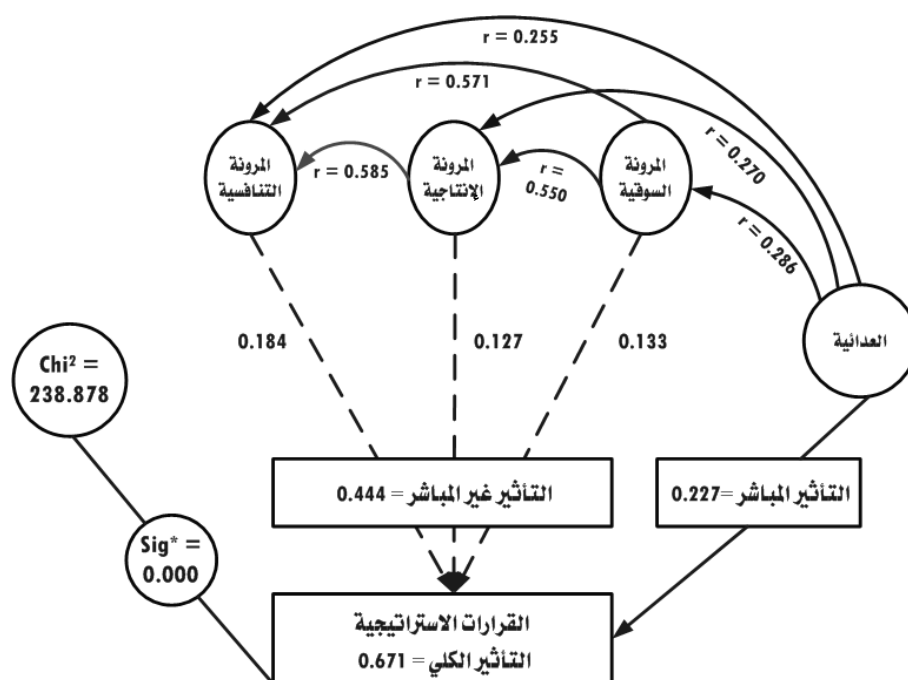 r = 0.255
r = 0.571
المرونة
التنافسية
r = 0.585
المرونة
الإنتاجية
r =
0.550
المرونة
السوقية
r = 0.270
r = 0.286
العدائية
0.184
0.127
0.133
Chi² =
238.878
التأثير غير المباشر = 0.444
التأثير المباشر =0.227
Sig* =
0.000
القرارات الاستراتيجية
التأثير الكلي = 0.671